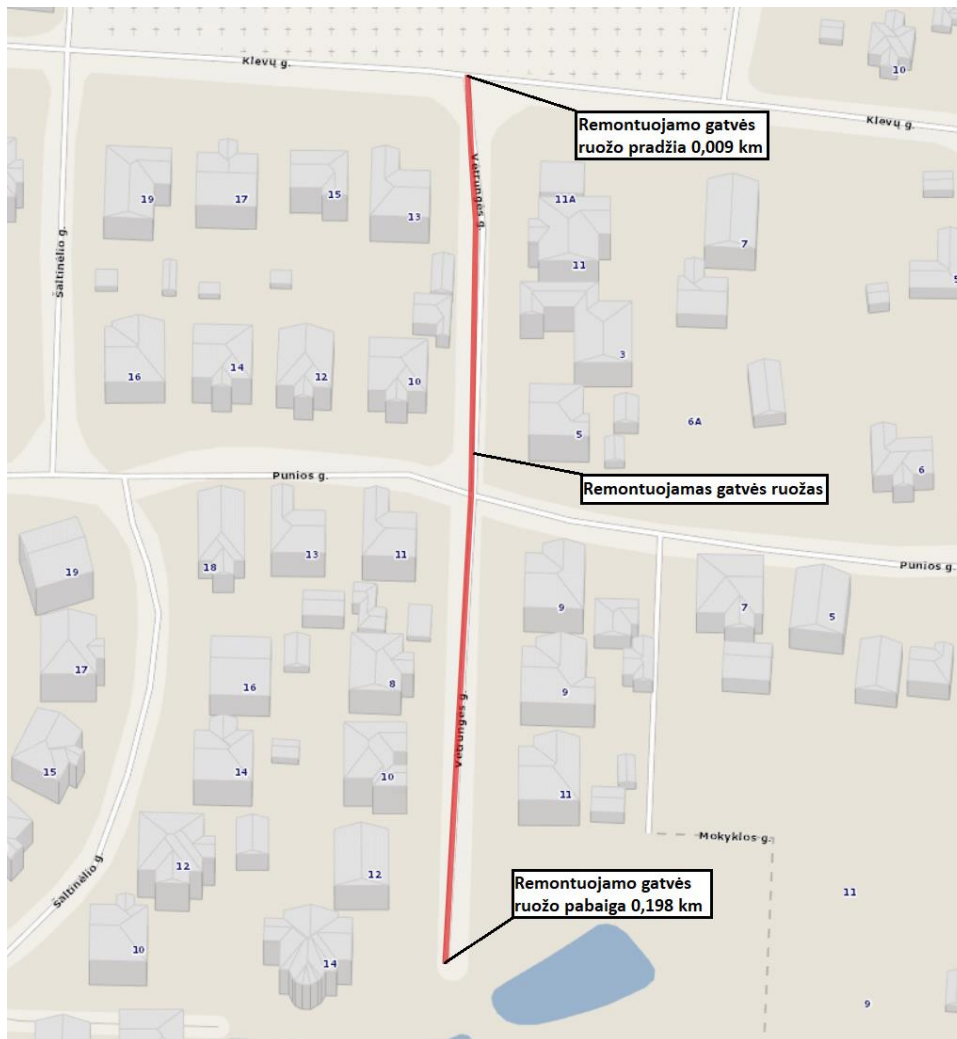 Klevų g.
10
Klevų g.
Remontuojamo gatvės
ruožo pradžia 0,009 km
Vėtrungės g.
19
17
15
13
11A
11
7
5
Šaltinėlio g.
3
16
14
12
10
6A
5
6
Punios g.
Remontuojamas gatvės ruožas
Punios g.
19
18
13
11
9
7
5
17
16
8
9
Vėtrungės g.
15
14
10
11
Mokyklos g.
12
12
11
Šaltinėlio g.
Remontuojamo gatvės
ruožo pabaiga 0,198 km
10
14
9